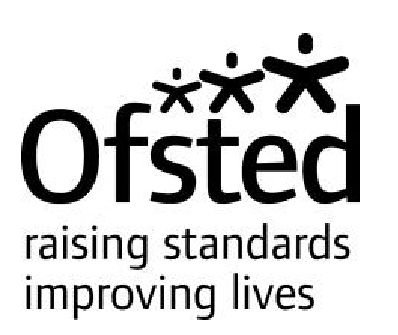 Ofsted
raising standards
improving lives